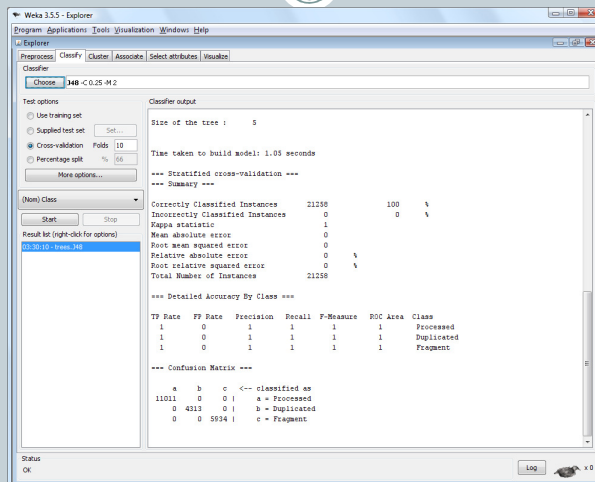 Weka 3.5.5 - Explorer
Program Applications Tools Visualization Windows Help
Explorer
Preprocess Classify Cluster Associate Select attributes Visualize
Classifier
Choose J48 -C 0.25 -M 2
Test options
Use training set
Supplied test set Set...
Cross-validation Folds 10
Percentage split % 66
More options...
(Nom) Class
Start Stop
Result list (right-click for options)
03:30:10 - trees.J48
Classifier output
Size of the tree : 5
Time taken to build model: 1.05 seconds
=== Stratified cross-validation ===
=== Summary ===
Correctly Classified Instances 21258 100 %
Incorrectly Classified Instances 0 0 %
Kappa statistic 1
Mean absolute error 0
Root mean squared error 0
Relative absolute error 0 %
Root relative squared error 0 %
Total Number of Instances 21258
=== Detailed Accuracy By Class ===
TP Rate FP Rate Precision Recall F-Measure ROC Area Class
1 0 1 1 1 1 Processed
1 0 1 1 1 1 Duplicated
1 0 1 1 1 1 Fragment
=== Confusion Matrix ===
a b c <-- classified as
11011 0 0 | a = Processed
0 4313 0 | b = Duplicated
0 0 5934 | c = Fragment
Status
OK
Log x 0